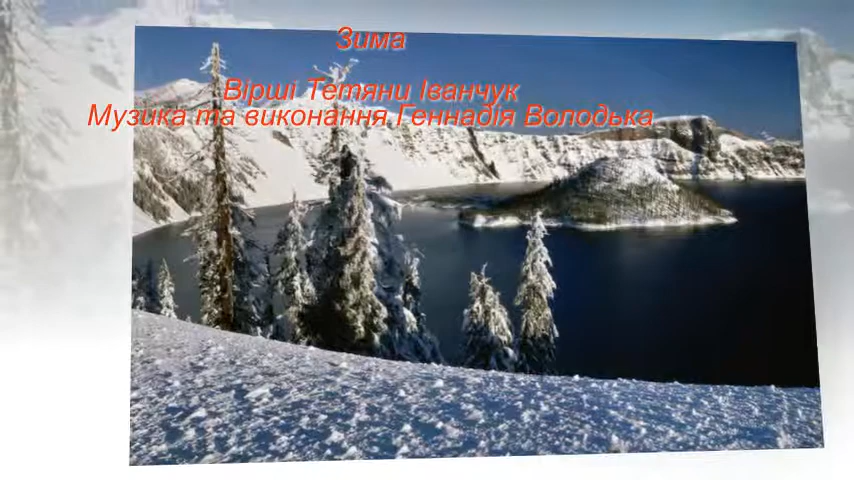 Зима
Вірші Тетяни Іванчук
Музика та виконання Геннадія Володька